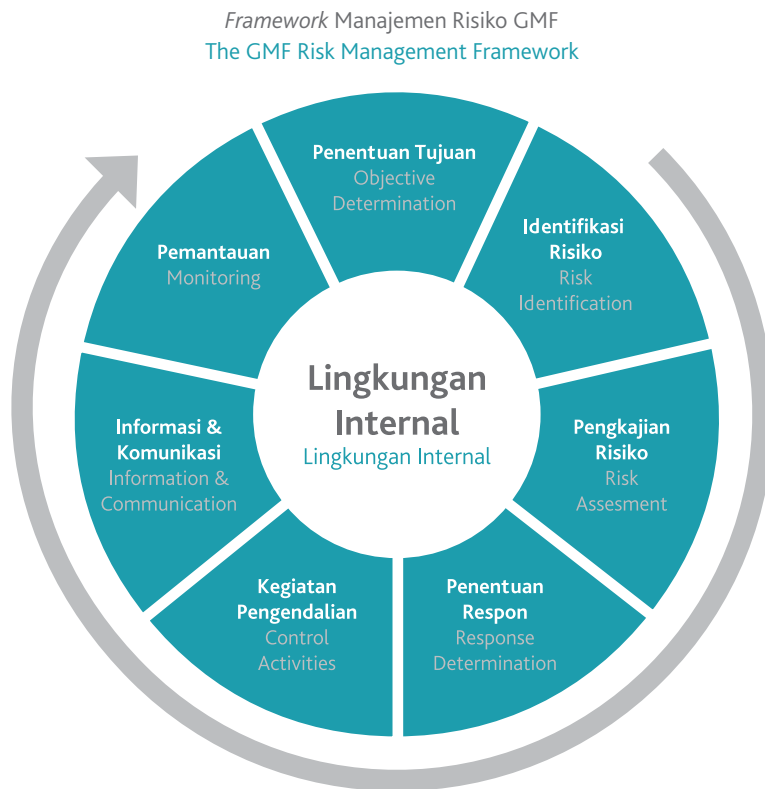 Framework Manajemen Risiko GMF
The GMF Risk Management Framework
Penentuan Tujuan
Objective
Determination
Identifikasi
Risiko
Risk
Identification
Pengkajian
Risiko
Risk
Assesment
Penentuan
Respon
Response
Determination
Kegiatan
Pengendalian
Control
Activities
Informasi &
Komunikasi
Information &
Communication
Pemantauan
Monitoring
Lingkungan
Internal
Lingkungan Internal